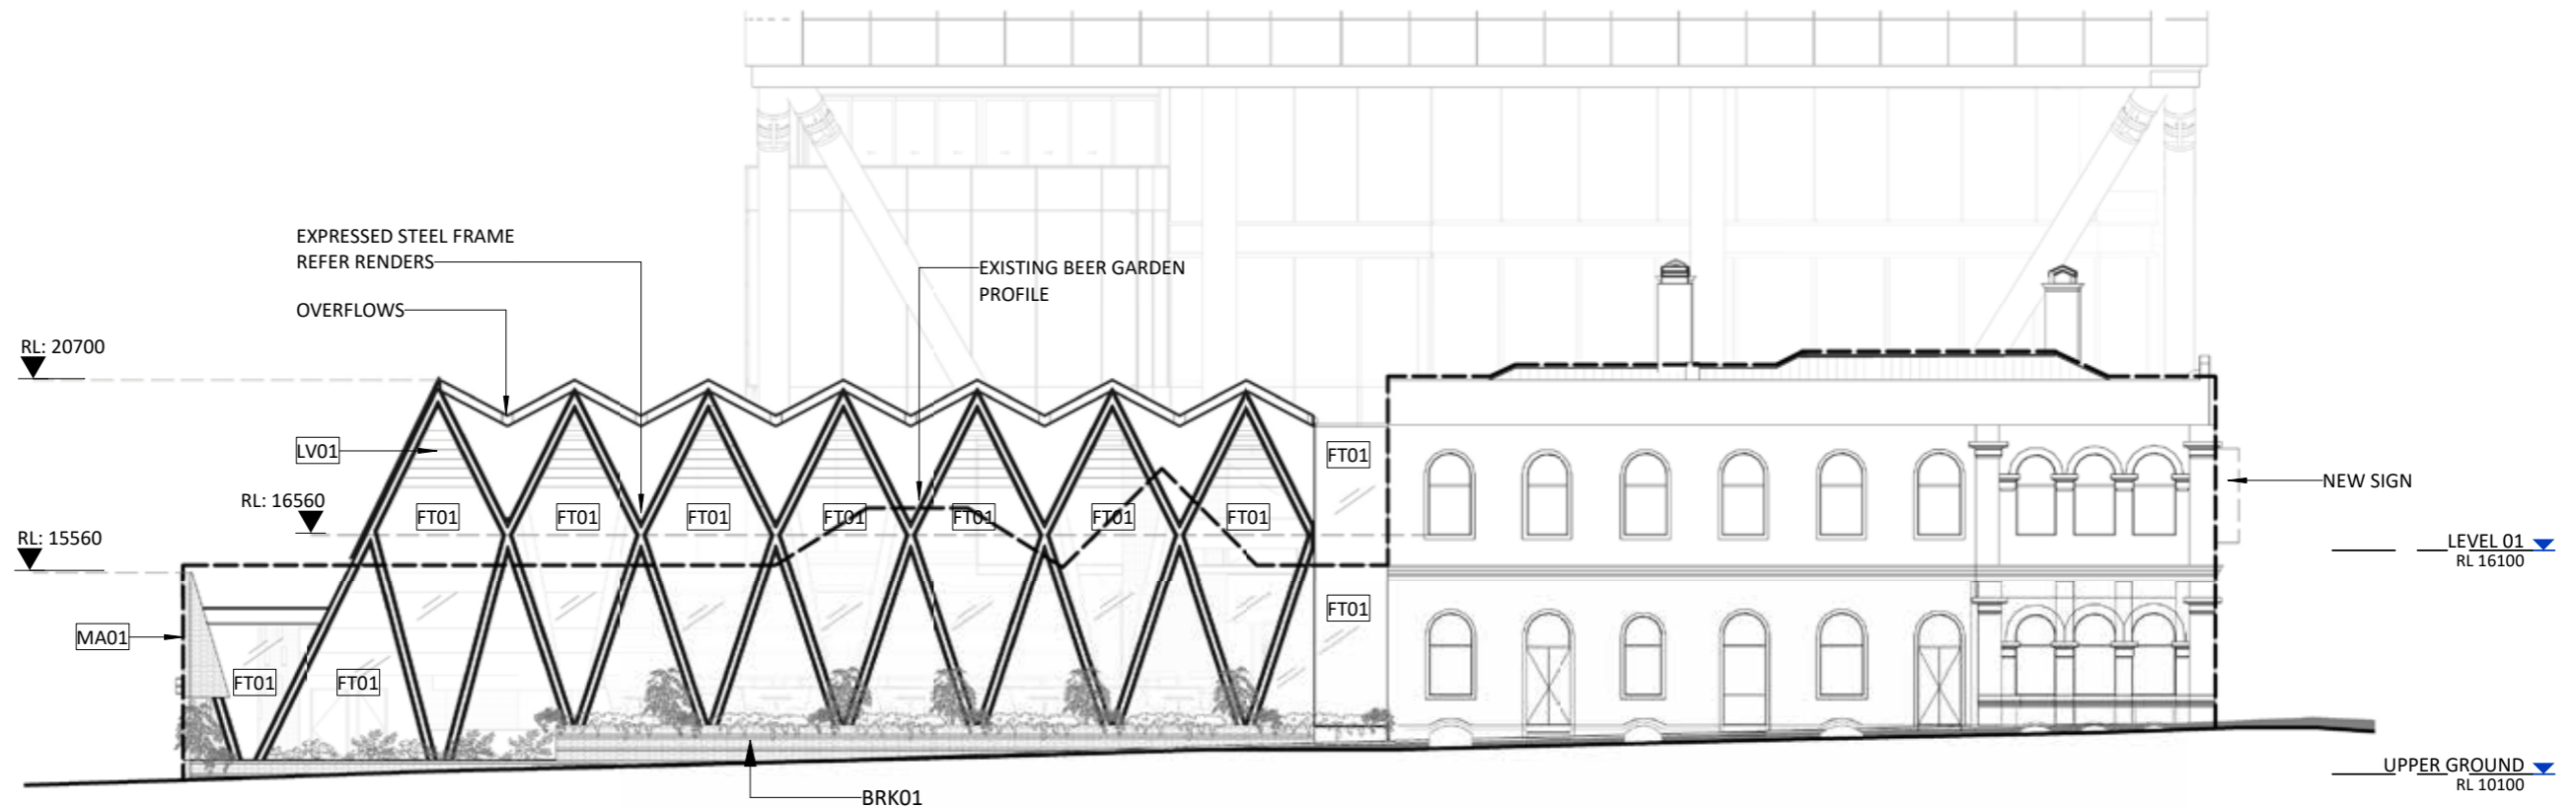 EXPRESSED STEEL FRAME
REFER RENDERS
EXISTING BEER GARDEN
PROFILE
OVERFLOWS
RL: 20700
LV01
FT01
NEW SIGN
RL: 16560
FT01
FT01
FT01
FT01
FT01
FT01
FT01
RL: 15560
LEVEL 01
RL 16100
FT01
MA01
FT01
FT01
UPPER GROUND
RL 10100
BRK01